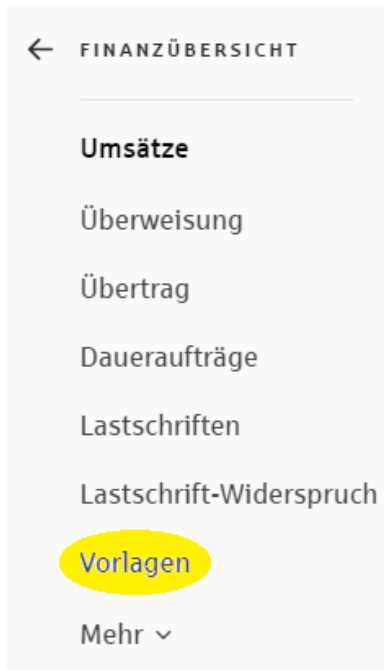 FINANZÜBERSICHT
Umsätze
Überweisung
Übertrag
Daueraufträge
Lastschriften
Lastschrift-Widerspruch
Vorlagen
Mehr